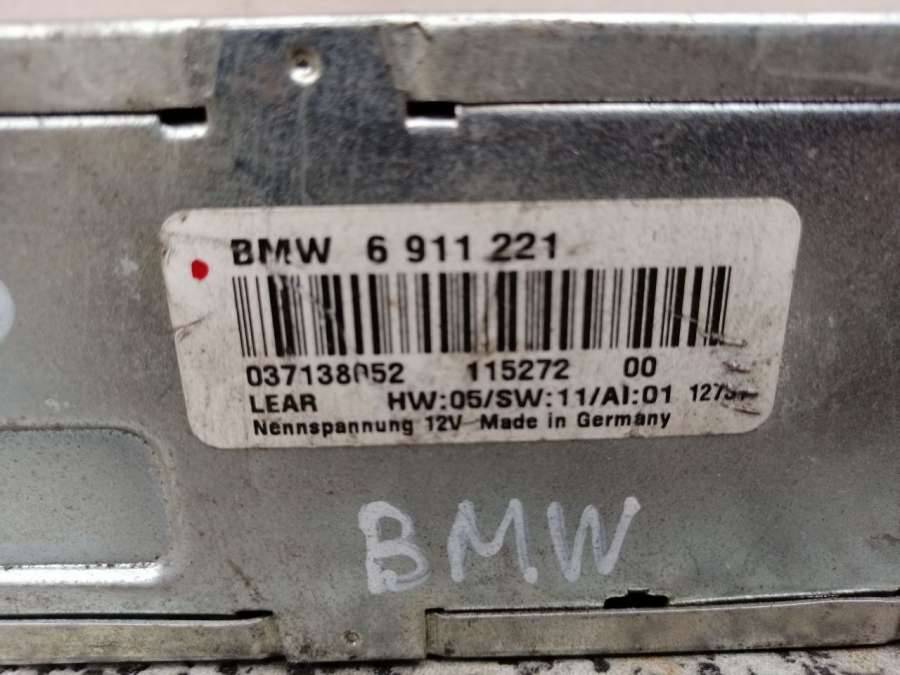 BMW 6 911 221
037138052 115272 00
LEAR HW:05/SW:11/AI:01
Nennspannung 12V Made in Germany
BMW